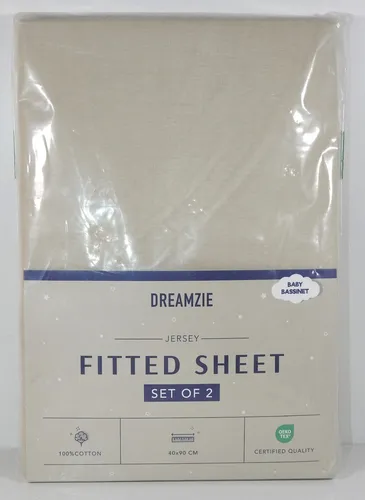 BABY
BASSINET
DREAMZIE
JERSEY
FITTED SHEET
SET OF 2
100%COTTON
40x90 CM
OEKO
TEX®
CERTIFIED QUALITY